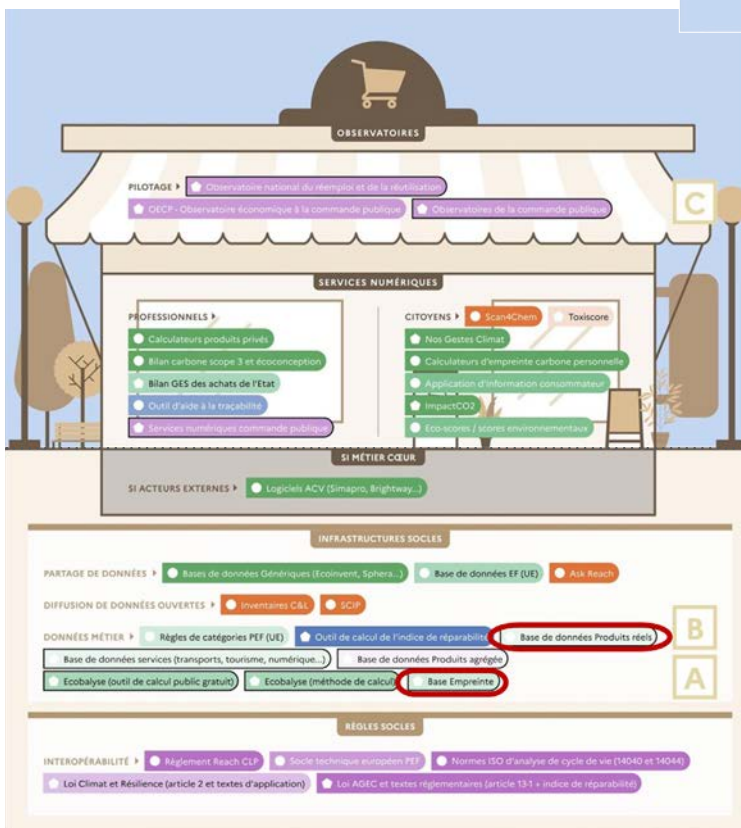 OBSERVATOIRES
PILOTAGE Observatoire national du réemploi et de la réutilisation
OECP - Observatoire économique à la commande publique Observatoires de la commande publique
C
SERVICES NUMÉRIQUES
PROFESSIONNELS
Calculateurs produits privés
Bilan carbone scope 3 et écoconception
Bilan GES des achats de l'Etat
Outil d'aide à la traçabilité
Services numériques commande publique
CITOYENS Scan4Chem Toxiscore
Nos Gestes Climat
Calculateurs d'empreinte carbone personnelle
Application d'information consommateur
ImpactCO2
Eco-scores / scores environnementaux
SI MÉTIER CŒUR
SI ACTEURS EXTERNES Logiciels ACV (Simapro, Brightway...)
INFRASTRUCTURES SOCLES
PARTAGE DE DONNÉES Bases de données Génériques (Ecoinvent, Sphera...) Base de données EF (UE) Ask Reach
DIFFUSION DE DONNÉES OUVERTES Inventaires C&L SCIP
DONNÉES MÉTIER Règles de catégories PEF (UE) Outil de calcul de l'indice de réparabilité Base de données Produits réels
B
Base de données services (transports, tourisme, numérique...) Base de données Produits agrégée
Ecobalyse (outil de calcul public gratuit) Ecobalyse (méthode de calcul) Base Empreinte
A
RÈGLES SOCLES
INTEROPÉRABILITÉ Règlement Reach CLP Socle technique européen PEF Normes ISO d'analyse de cycle de vie (14040 et 14044)
Loi Climat et Résilience (article 2 et textes d'application) Loi AGEC et textes réglementaires (article 13-1 + indice de réparabilité)